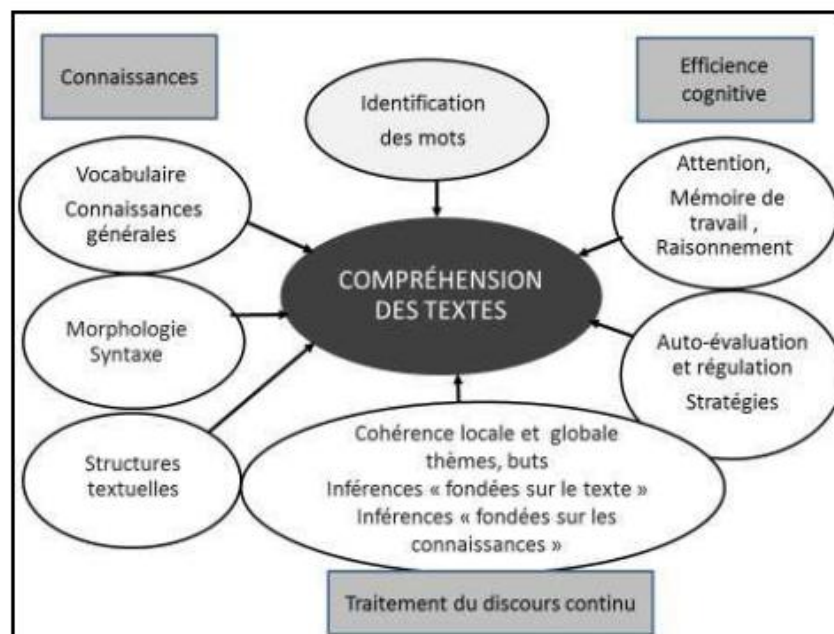 Connaissances
Identification
des mots
Efficience
cognitive
Vocabulaire
Connaissances
générales
Attention,
Mémoire de
travail ,
Raisonnement
COMPRÉHENSION
DES TEXTES
Morphologie
Syntaxe
Auto-évaluation
et régulation
Stratégies
Structures
textuelles
Cohérence locale et globale
thèmes, buts
Inférences « fondées sur le texte »
Inférences « fondées sur les
connaissances »
Traitement du discours continu